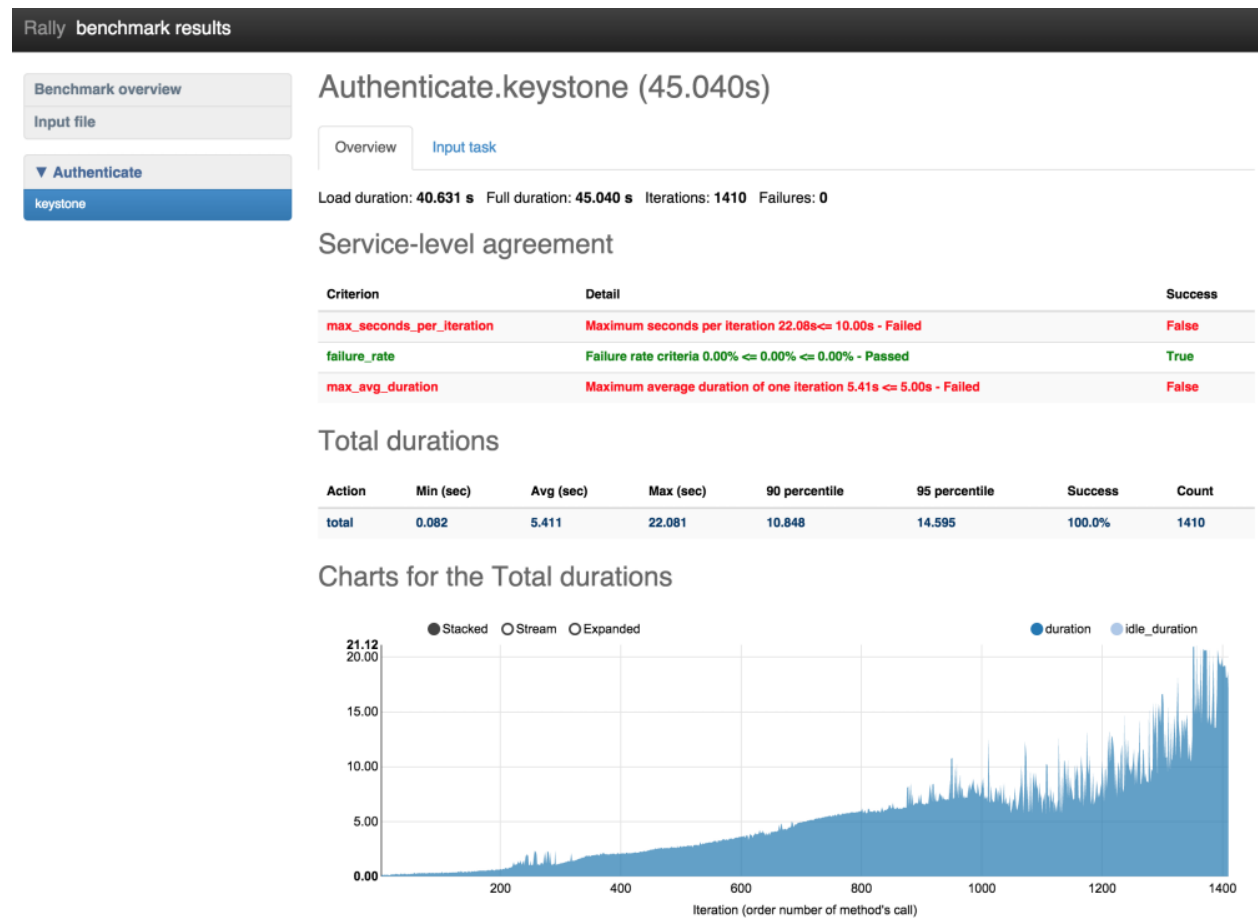 Rally benchmark results
Benchmark overview
Input file
▼ Authenticate
keystone
Authenticate.keystone (45.040s)
Overview Input task
Load duration: 40.631 s Full duration: 45.040 s Iterations: 1410 Failures: 0
Service-level agreement
Criterion Detail Success
max_seconds_per_iteration Maximum seconds per iteration 22.08s<= 10.00s - Failed False
failure_rate Failure rate criteria 0.00% <= 0.00% <= 0.00% - Passed True
max_avg_duration Maximum average duration of one iteration 5.41s <= 5.00s - Failed False
Total durations
Action Min (sec) Avg (sec) Max (sec) 90 percentile 95 percentile Success Count
total 0.082 5.411 22.081 10.848 14.595 100.0% 1410
Charts for the Total durations
Stacked Stream Expanded duration idle_duration
21.12
20.00
15.00
10.00
5.00
0.00
200 400 600 800 1000 1200 1400
Iteration (order number of method's call)